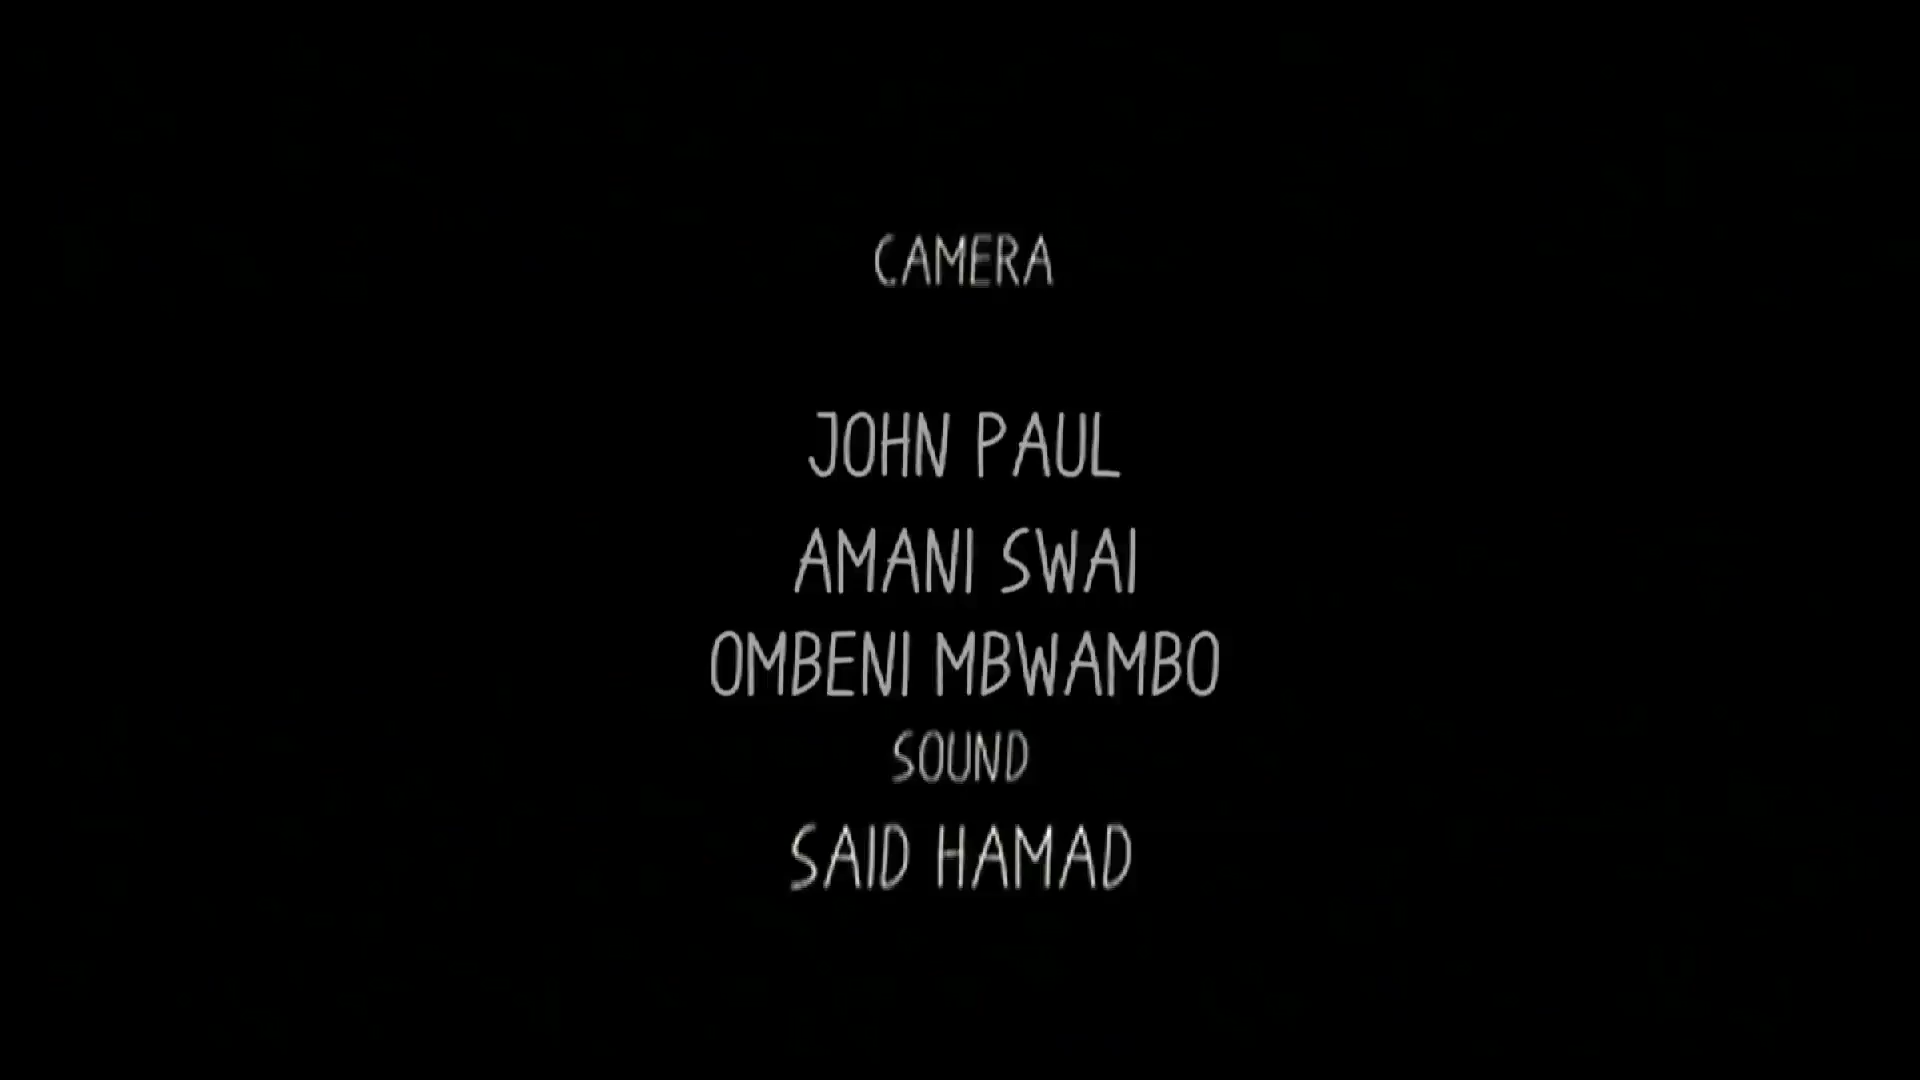 CAMERA
JOHN PAUL
AMANI SWAI
OMBENI MBWAMBO
SOUND
SAID HAMAD